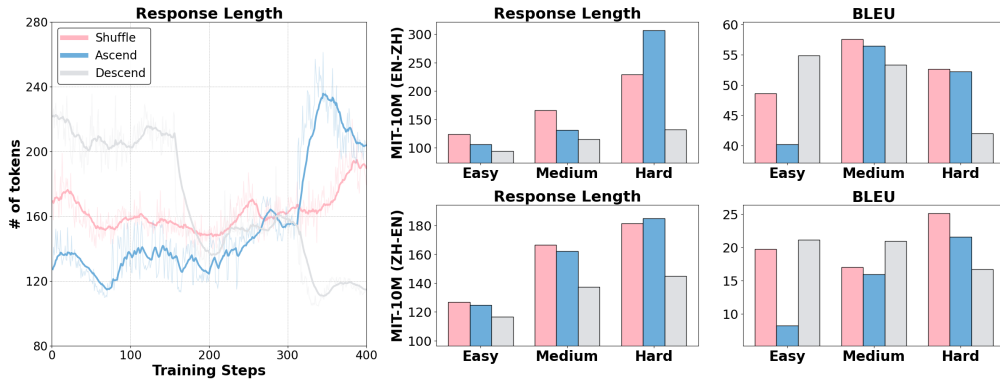 Response Length
280
240
200
160
120
80
0
100
200
300
400
# of tokens
Training Steps
Shuffle
Ascend
Descend
Response Length
MIT-10M (EN-ZH)
300
250
200
150
100
Easy Medium Hard
BLEU
60
55
50
45
40
Easy Medium Hard
Response Length
MIT-10M (ZH-EN)
180
160
140
120
100
Easy Medium Hard
BLEU
25
20
15
10
Easy Medium Hard